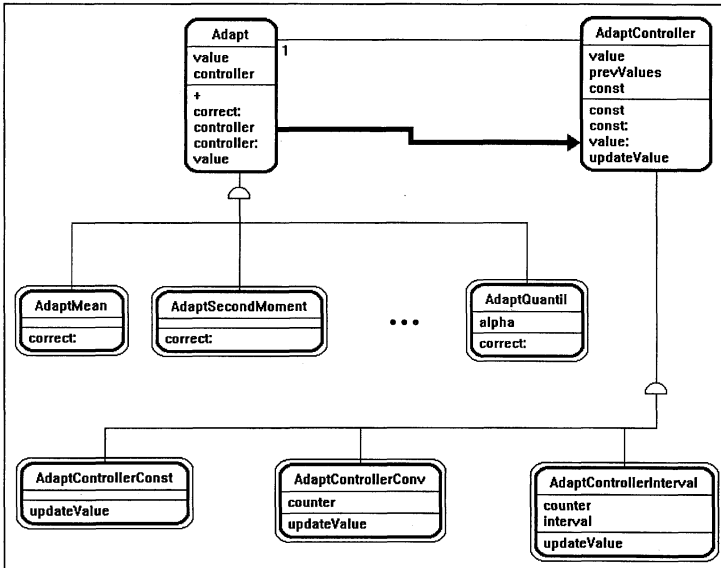 Adapt
value
controller
+
correct:
controller
controller:
value
1
AdaptController
value
prevValues
const
const
const:
value:
updateValue
AdaptMean
correct:
AdaptSecondMoment
correct:
•••
AdaptQuantil
alpha
correct:
AdaptControllerConst
updateValue
AdaptControllerConv
counter
updateValue
AdaptControllerInterval
counter
interval
updateValue